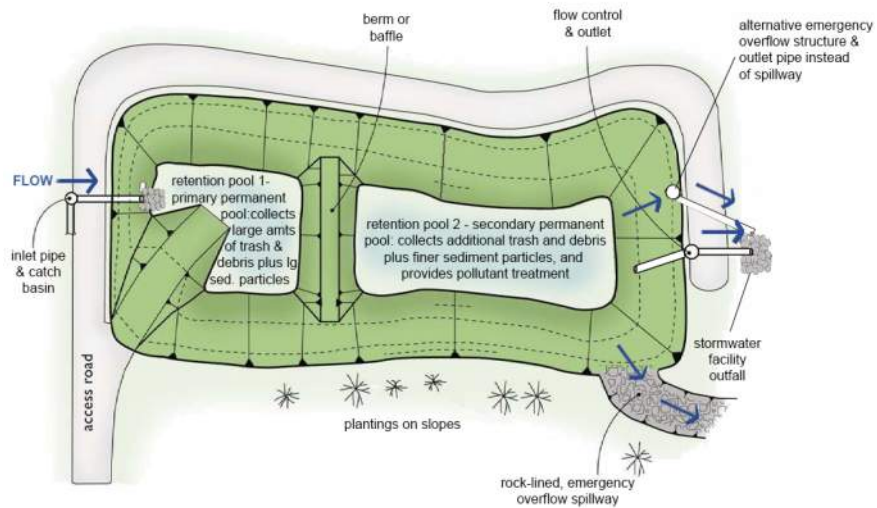 berm or
baffle
flow control
& outlet
alternative emergency
overflow structure &
outlet pipe instead
of spillway
FLOW
retention pool 1-
primary permanent
pool:collects
large amts
of trash &
debris plus lg
sed. particles
retention pool 2 - secondary permanent
pool: collects additional trash and debris
plus finer sediment particles, and
provides pollutant treatment
inlet pipe
& catch
basin
stormwater
facility
outfall
access road
plantings on slopes
rock-lined, emergency
overflow spillway